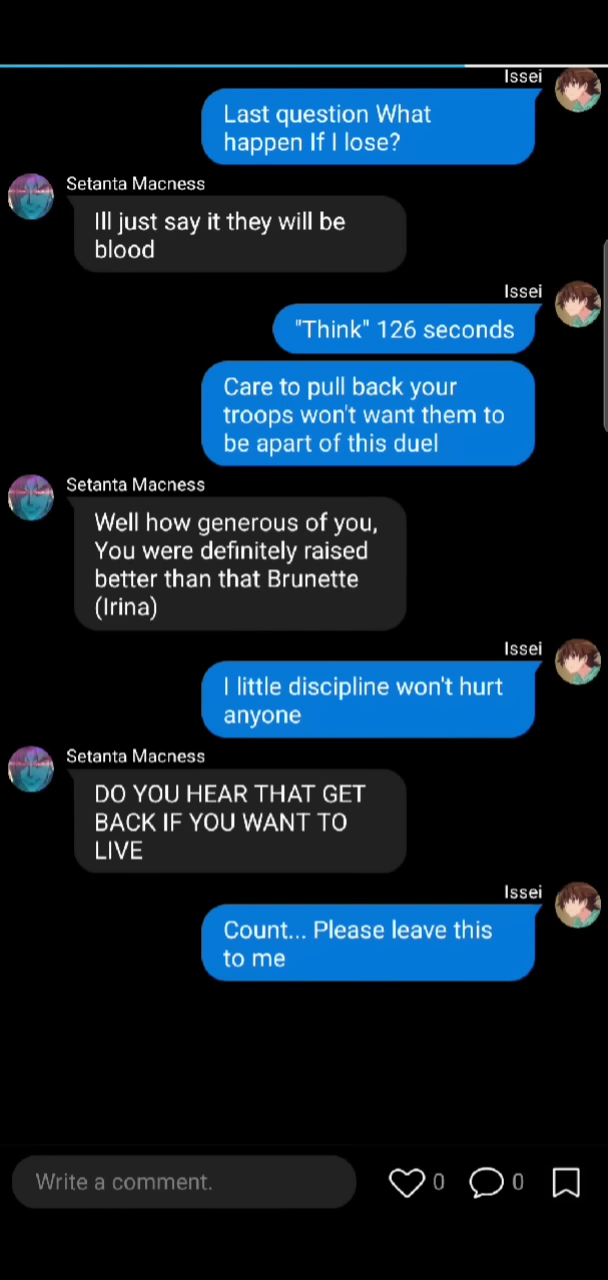 Issei
Last question What
happen If I lose?
Setanta Macness
Ill just say it they will be
blood
Issei
"Think" 126 seconds
Care to pull back your
troops won't want them to
be apart of this duel
Setanta Macness
Well how generous of you,
You were definitely raised
better than that Brunette
(Irina)
Issei
I little discipline won't hurt
anyone
Setanta Macness
DO YOU HEAR THAT GET
BACK IF YOU WANT TO
LIVE
Issei
Count... Please leave this
to me
Write a comment. 0 0